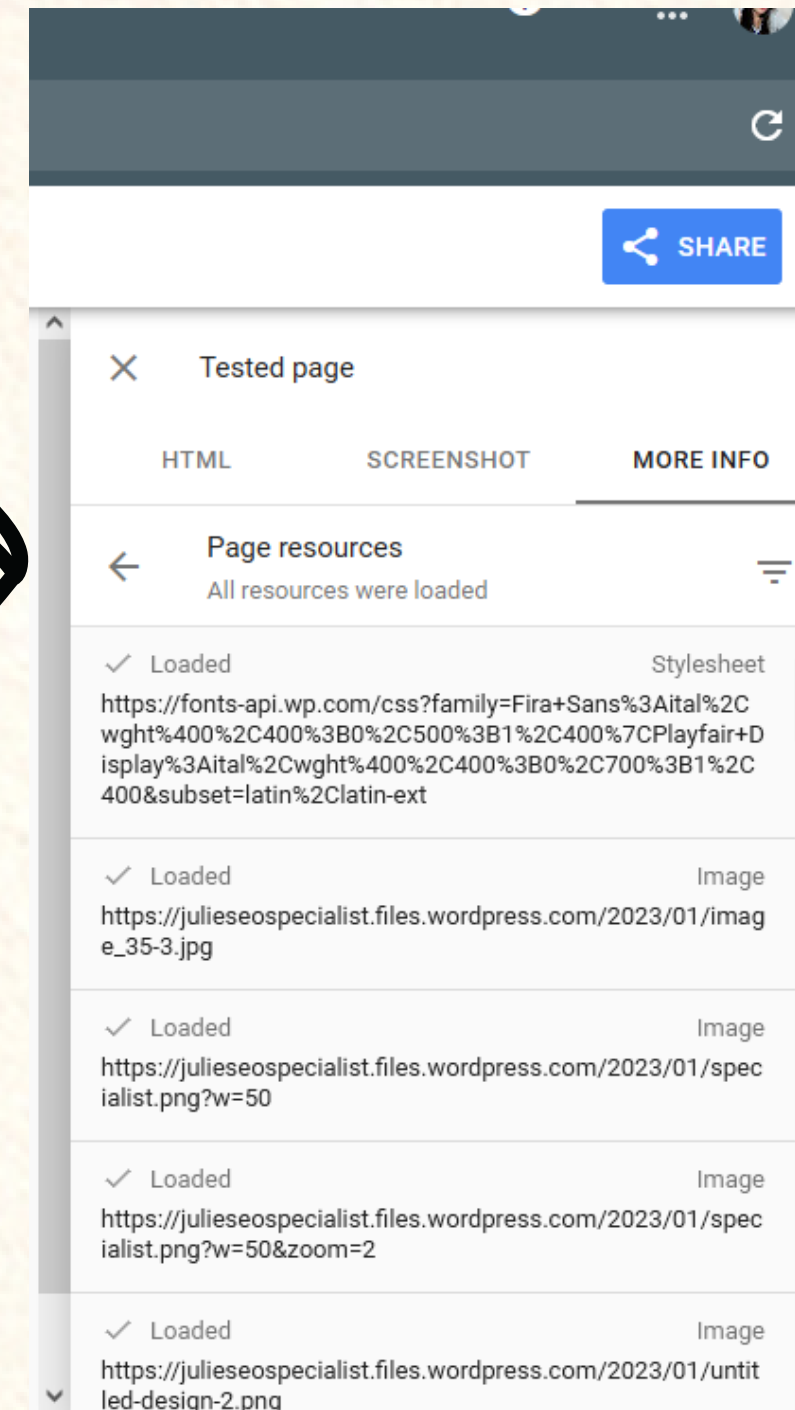 SHARE
Tested page
HTML SCREENSHOT MORE INFO
Page resources
All resources were loaded
Loaded Stylesheet
https://fonts-api.wp.com/css?family=Fira+Sans%3Aital%2C
wght%400%2C400%3B0%2C500%3B1%2C400%7CPlayfair+D
isplay%3Aital%2Cwght%400%2C400%3B0%2C700%3B1%2C
400&subset=latin%2Clatin-ext
Loaded Image
https://julieseospecialist.files.wordpress.com/2023/01/imag
e_35-3.jpg
Loaded Image
https://julieseospecialist.files.wordpress.com/2023/01/spec
ialist.png?w=50
Loaded Image
https://julieseospecialist.files.wordpress.com/2023/01/spec
ialist.png?w=50&zoom=2
Loaded Image
https://julieseospecialist.files.wordpress.com/2023/01/untit
led-design-2.png